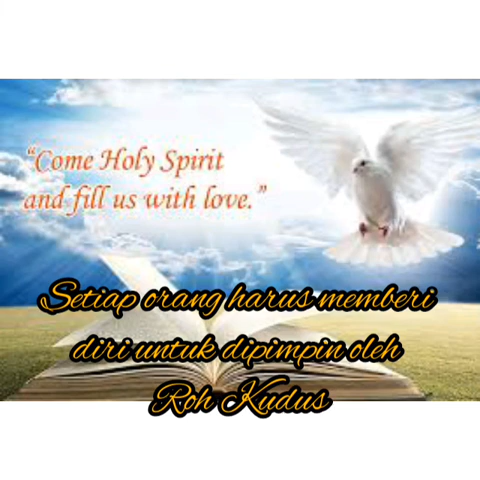 “Come Holy Spirit
and fill us with love.”
Setiap orang harus memberi
diri untuk dipimpin oleh
Roh Kudus